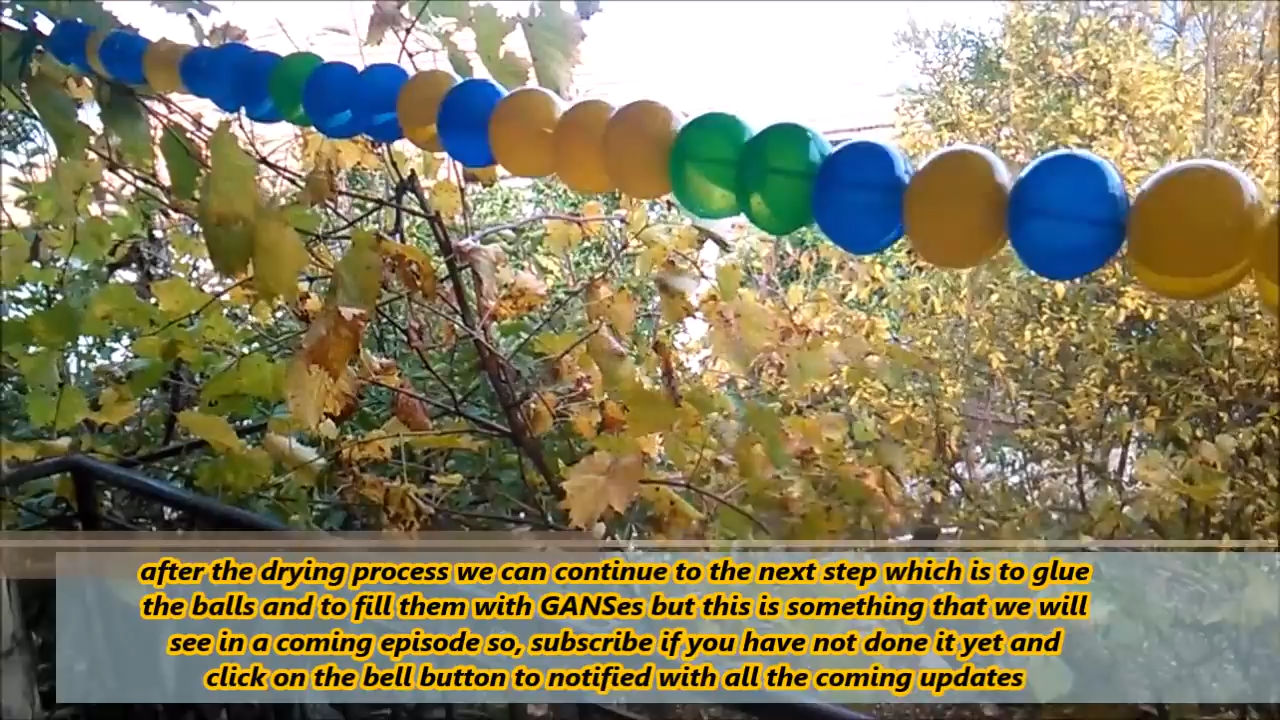 after the drying process we can continue to the next step which is to glue
the balls and to fill them with GANSes but this is something that we will
see in a coming episode so, subscribe if you have not done it yet and
click on the bell button to notified with all the coming updates